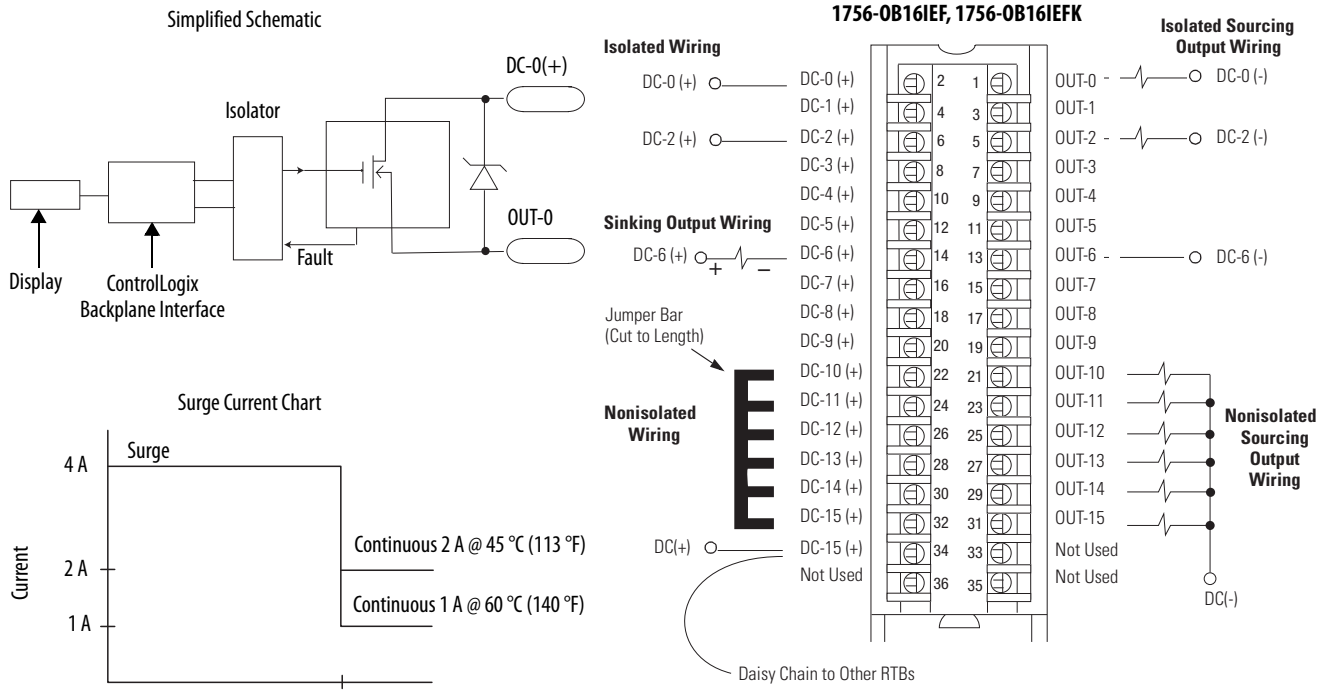 Simplified Schematic
DC-0(+)
Isolator
OUT-0
Fault
Display
ControlLogix
Backplane Interface
Surge Current Chart
Surge
4 A
Continuous 2 A @ 45 °C (113 °F)
2 A
Continuous 1 A @ 60 °C (140 °F)
1 A
Current
1756-OB16IEF, 1756-OB16IEFK
Isolated Wiring
Isolated Sourcing
Output Wiring
DC-0 (+) DC-0 (+) 2 1 OUT-0 DC-0 (-)
DC-1 (+) 4 3 OUT-1
DC-2 (+) DC-2 (+) 6 5 OUT-2 DC-2 (-)
DC-3 (+) 8 7 OUT-3
DC-4 (+) 10 9 OUT-4
Sinking Output Wiring
DC-5 (+) 12 11 OUT-5
DC-6 (+) + – DC-6 (+) 14 13 OUT-6 DC-6 (-)
DC-7 (+) 16 15 OUT-7
Jumper Bar
(Cut to Length)
DC-8 (+) 18 17 OUT-8
DC-9 (+) 20 19 OUT-9
DC-10 (+) 22 21 OUT-10
DC-11 (+) 24 23 OUT-11
Nonisolated
Wiring
DC-12 (+) 26 25 OUT-12
DC-13 (+) 28 27 OUT-13
DC-14 (+) 30 29 OUT-14
DC-15 (+) 32 31 OUT-15
Nonisolated
Sourcing
Output
Wiring
DC(+) DC-15 (+) 34 33 Not Used
Not Used 36 35 Not Used
DC(-)
Daisy Chain to Other RTBs